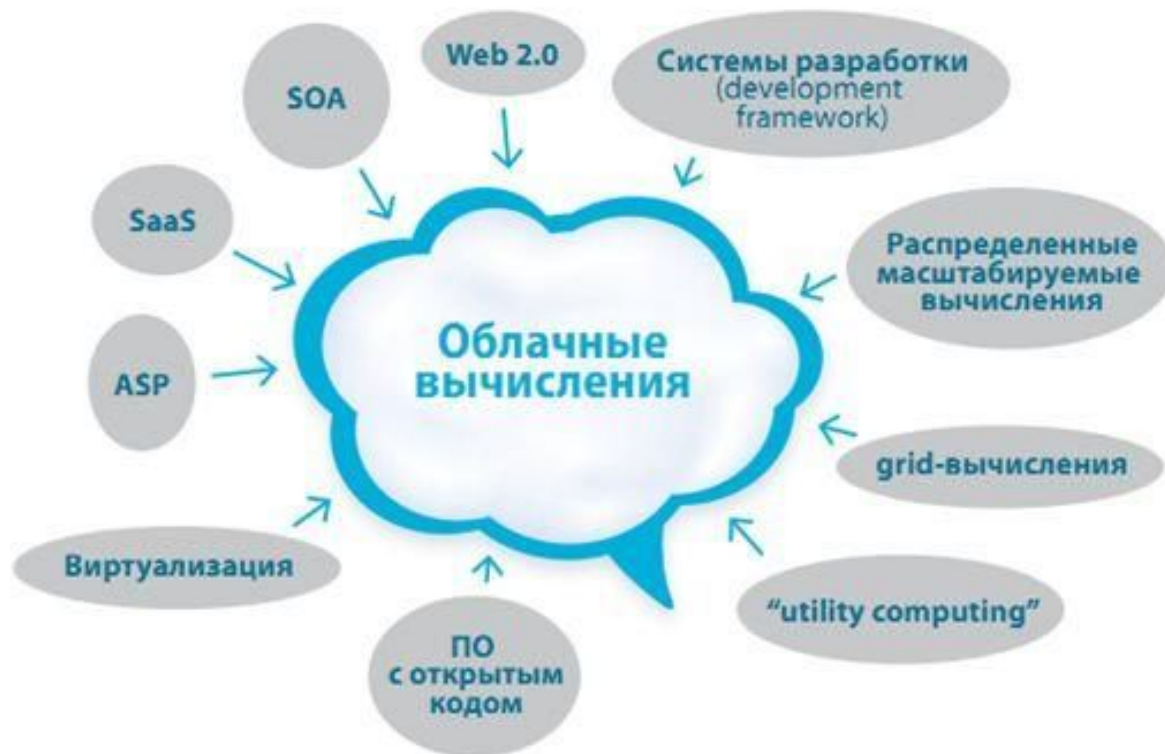 Web 2.0
Системы разработки
(development
framework)
SOA
SaaS
Распределенные
масштабируемые
вычисления
Облачные
вычисления
ASP
grid-вычисления
Виртуализация
"utility computing"
ПО
с открытым
кодом